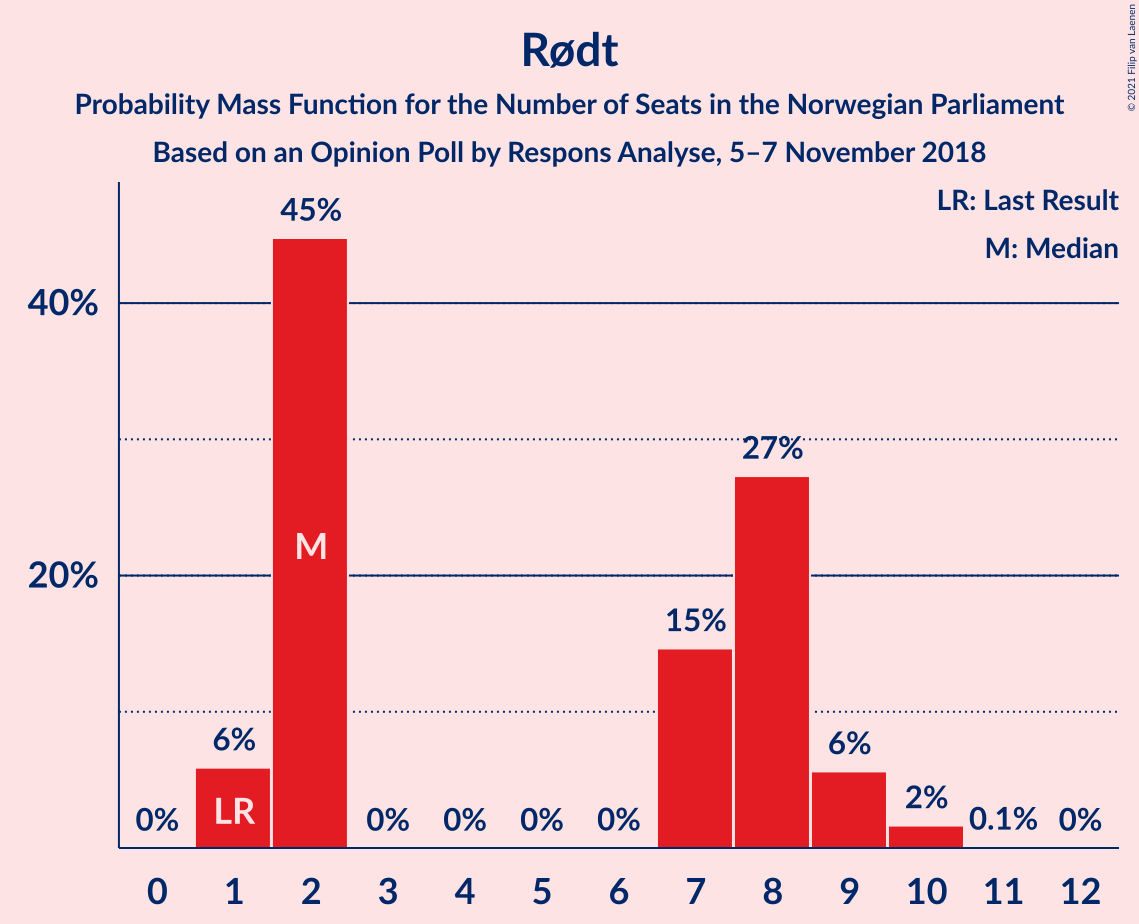 Rødt
Probability Mass Function for the Number of Seats in the Norwegian Parliament
Based on an Opinion Poll by Respons Analyse, 5–7 November 2018
© 2021 Filip van Laenen
LR: Last Result
M: Median
40%
20%
0%
6%
45%
0%
0%
0%
0%
15%
27%
6%
2%
0.1%
0%
LR
M
0 1 2 3 4 5 6 7 8 9 10 11 12